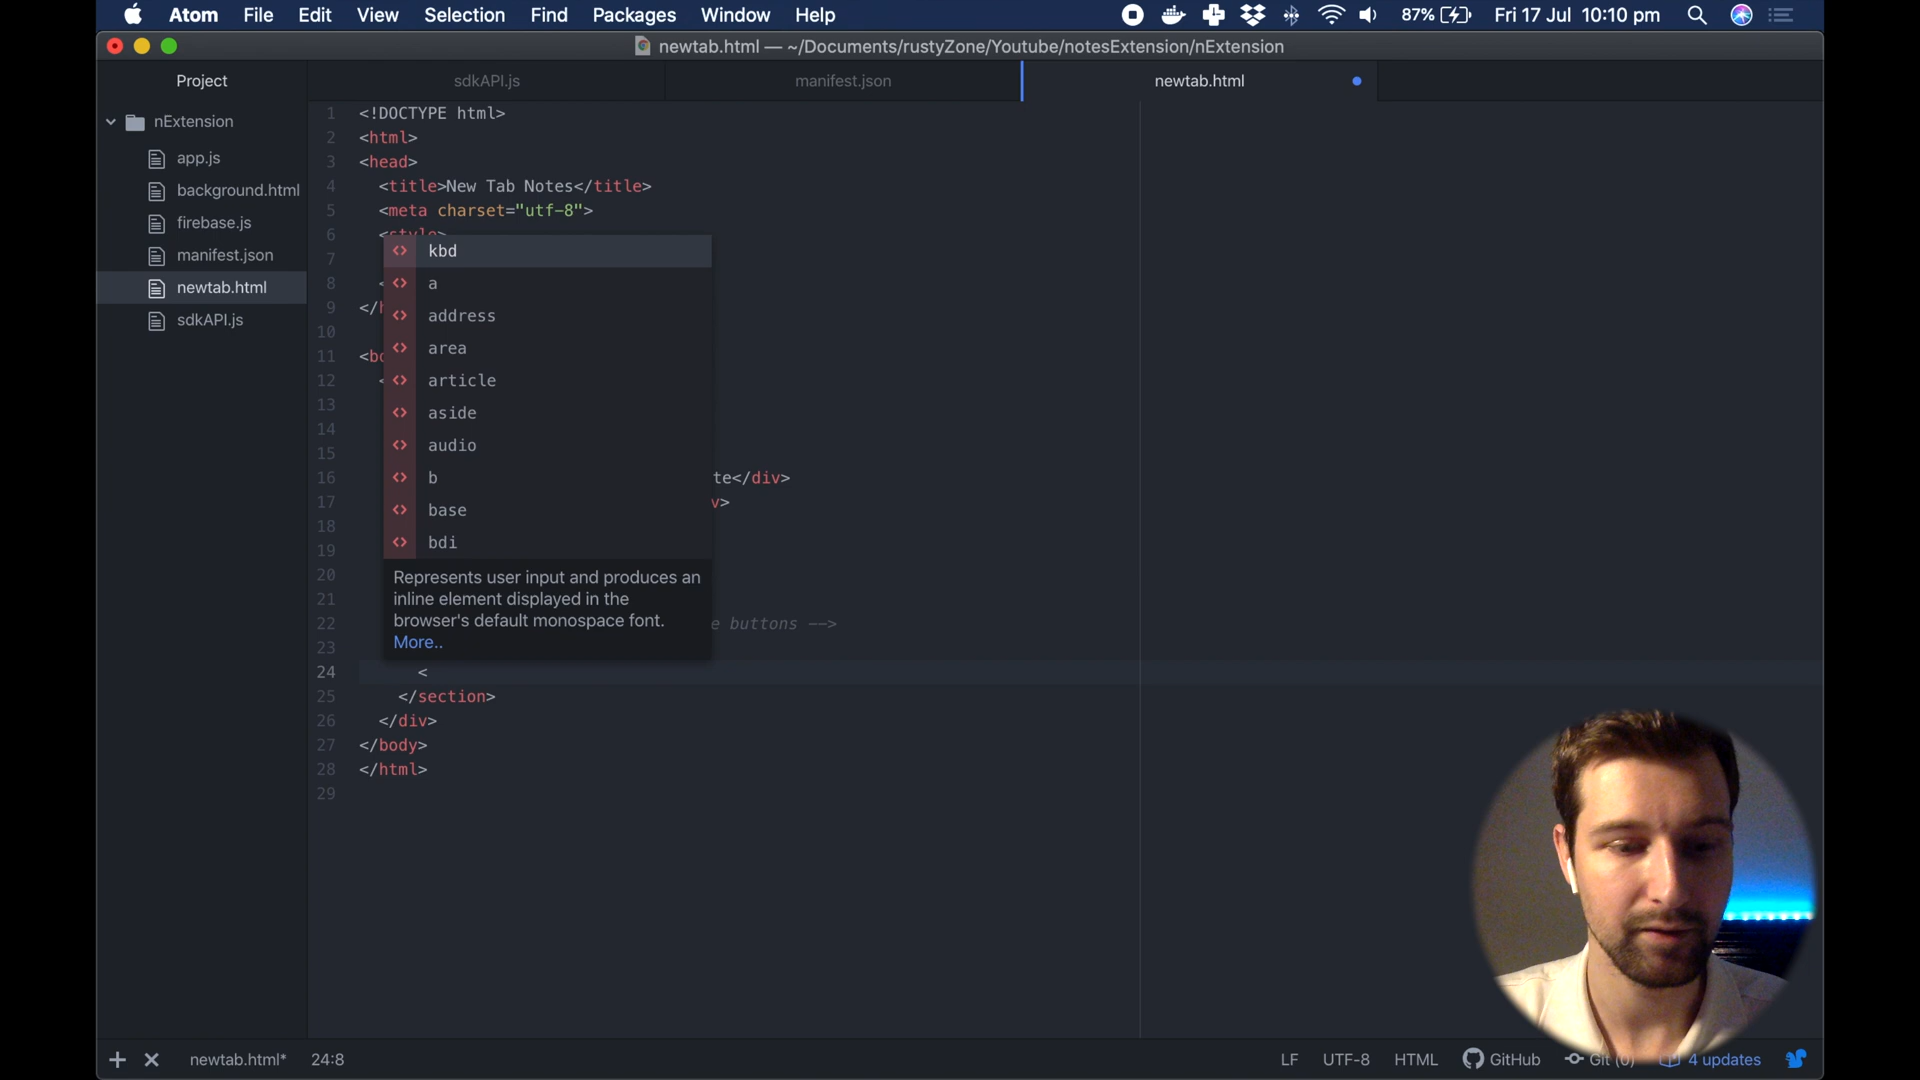 Atom File Edit View Selection Find Packages Window Help 87% Fri 17 Jul 10:10 pm
newtab.html — ~/Documents/rustyZone/Youtube/notesExtension/nExtension
Project sdkAPI.js manifest.json newtab.html
nExtension
app.js
background.html
firebase.js
manifest.json
newtab.html
sdkAPI.js
1 <!DOCTYPE html>
2 <html>
3 <head>
4 <title>New Tab Notes</title>
5 <meta charset="utf-8">
6 <style>
7
8 <
9 </h
10
11 <bo
12 <
13
14
15
16 te</div>
17 v>
18
19
20
21
22 e buttons -->
23
24 <
25 </section>
26 </div>
27 </body>
28 </html>
29
<> kbd
<> a
<> address
<> area
<> article
<> aside
<> audio
<> b
<> base
<> bdi
Represents user input and produces an
inline element displayed in the
browser's default monospace font.
More..
newtab.html* 24:8 LF UTF-8 HTML GitHub Git (0) 4 updates